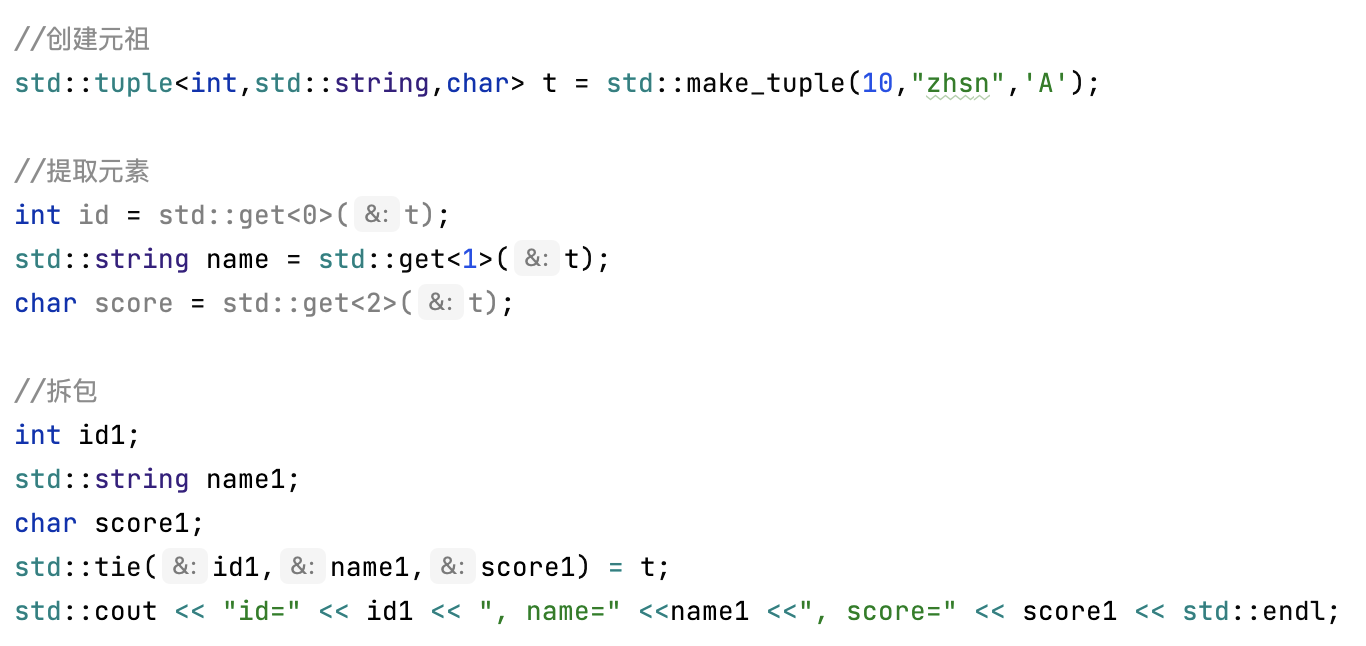 //创建元祖
std::tuple<int,std::string,char> t = std::make_tuple(10,"zhsn",'A');
//提取元素
int id = std::get<0>( &: t);
std::string name = std::get<1>( &: t);
char score = std::get<2>( &: t);
//拆包
int id1;
std::string name1;
char score1;
std::tie( &: id1, &: name1, &: score1) = t;
std::cout << "id=" << id1 << ", name=" <<name1 <<", score=" << score1 << std::endl;